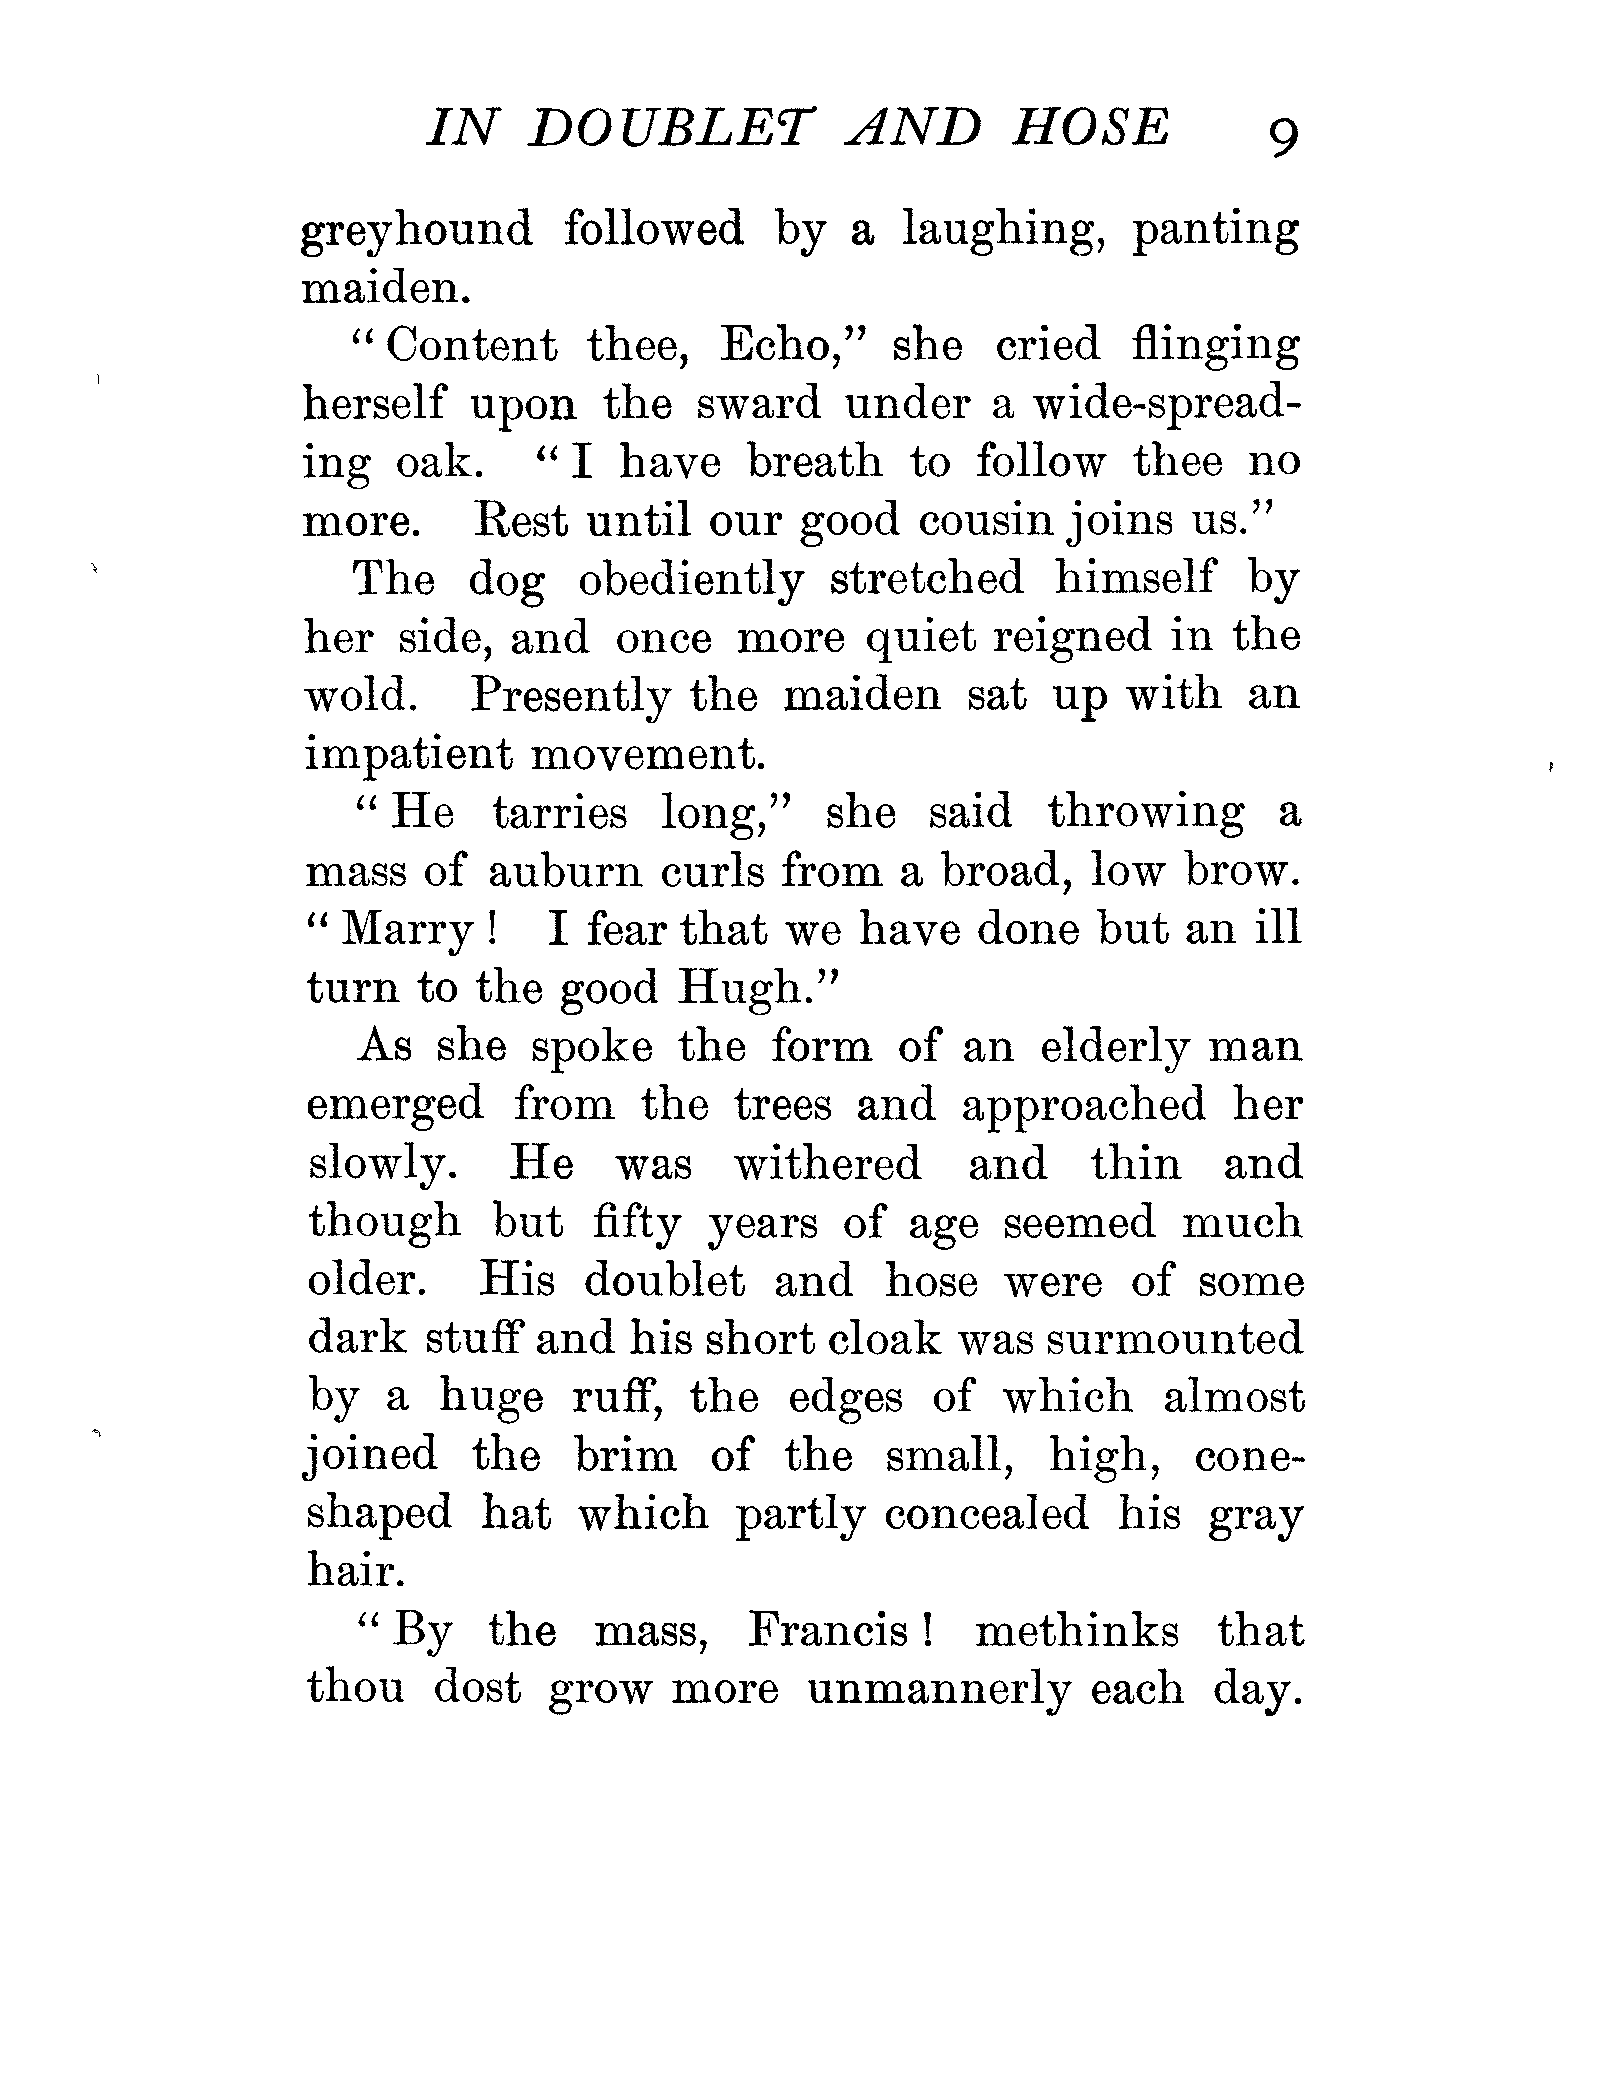 IN DOUBLET AND HOSE 9
greyhound followed by a laughing, panting
maiden.
“Content thee, Echo,” she cried flinging
herself upon the sward under a wide-spread-
ing oak. “I have breath to follow thee no
more. Rest until our good cousin joins us.”
The dog obediently stretched himself by
her side, and once more quiet reigned in the
wold. Presently the maiden sat up with an
impatient movement.
“He tarries long,” she said throwing a
mass of auburn curls from a broad, low brow.
“Marry! I fear that we have done but an ill
turn to the good Hugh.”
As she spoke the form of an elderly man
emerged from the trees and approached her
slowly. He was withered and thin and
though but fifty years of age seemed much
older. His doublet and hose were of some
dark stuff and his short cloak was surmounted
by a huge ruff, the edges of which almost
joined the brim of the small, high, cone-
shaped hat which partly concealed his gray
hair.
“By the mass, Francis! methinks that
thou dost grow more unmannerly each day.